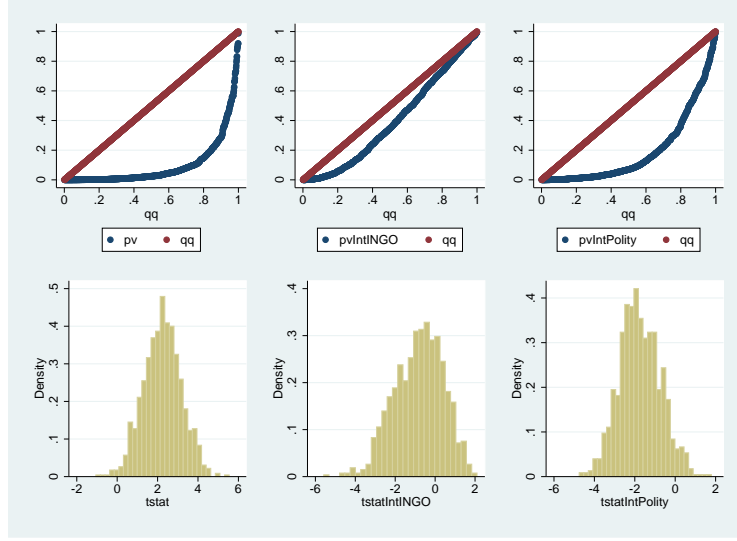 0 .2 .4 .6 .8 1
0 .2 .4 .6 .8 1
qq
pv qq
0 .2 .4 .6 .8 1
0 .2 .4 .6 .8 1
qq
pvIntINGO qq
0 .2 .4 .6 .8 1
0 .2 .4 .6 .8 1
qq
pvIntPolity qq
0 .1 .2 .3 .4 .5
Density
-2 0 2 4 6
tstat
0 .1 .2 .3 .4
Density
-6 -4 -2 0 2
tstatIntINGO
0 .1 .2 .3 .4
Density
-6 -4 -2 0 2
tstatIntPolity